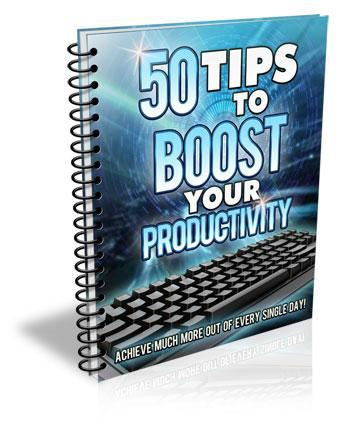 50 TIPS
TO
BOOST
YOUR
PRODUCTIVITY
ACHIEVE MUCH MORE OUT OF EVERY SINGLE DAY!